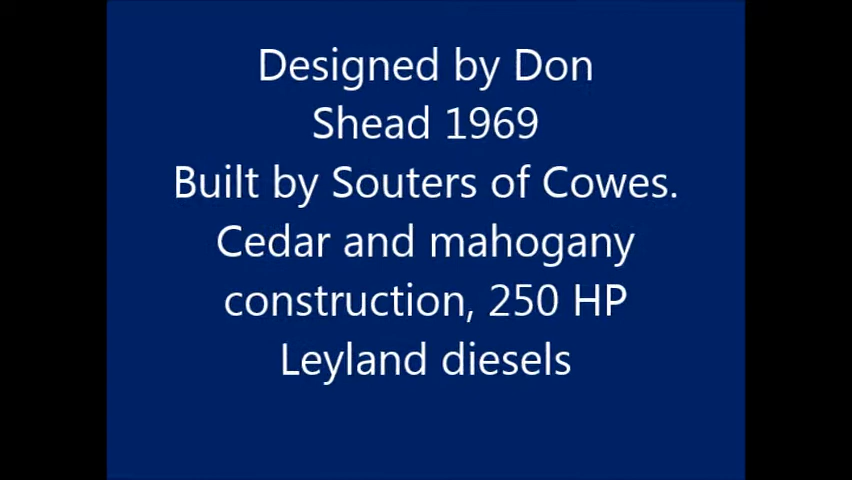 Designed by Don
Shead 1969
Built by Souters of Cowes.
Cedar and mahogany
construction, 250 HP
Leyland diesels